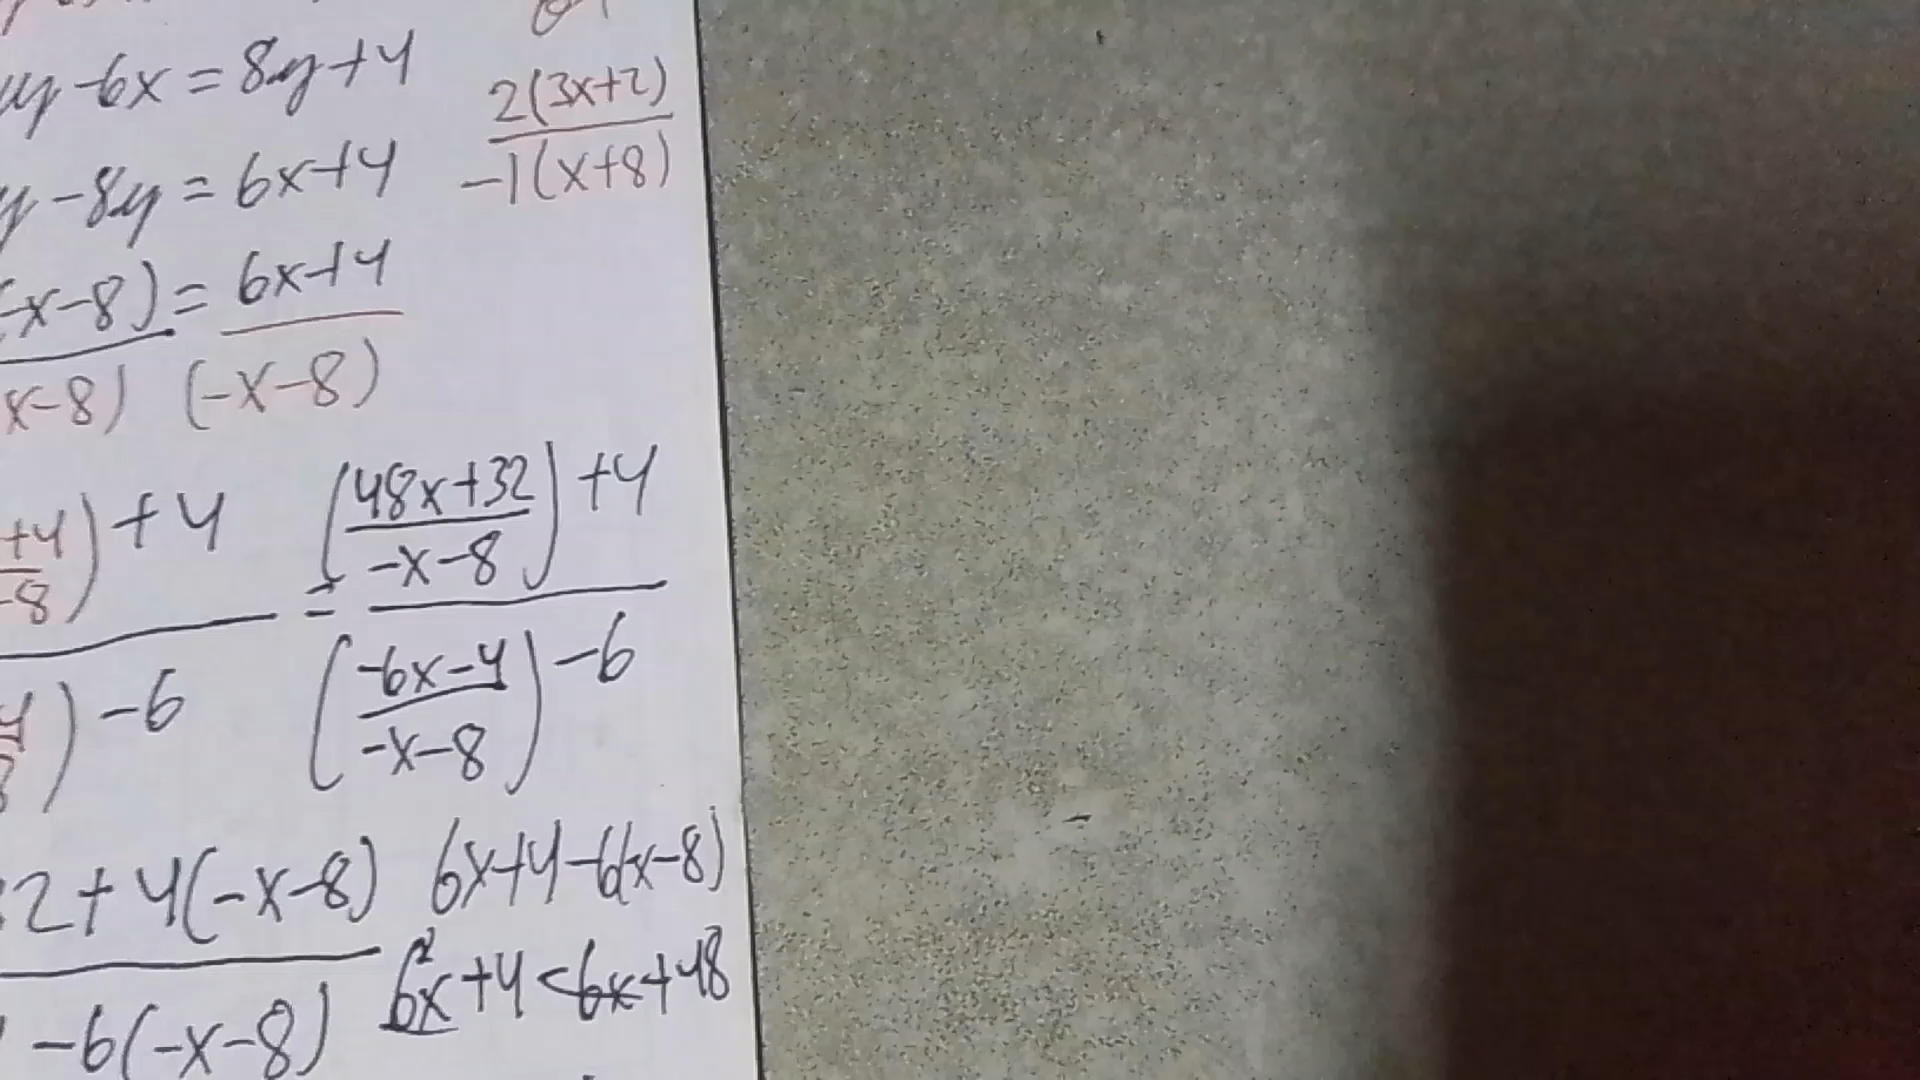 y - 6x = 8y + 4
2(3x+2)
-1(x+8)
y - 8y = 6x + 4
-x-8) = 6x+4
x-8) (-x-8)
+4
-8
) + 4
= (48x+32
-x-8) + 4
) - 6
(-6x-4
-x-8) - 6
2 + 4(-x-8)
6x+4-6(x-8)
-6(-x-8)
6x+4-6x+48